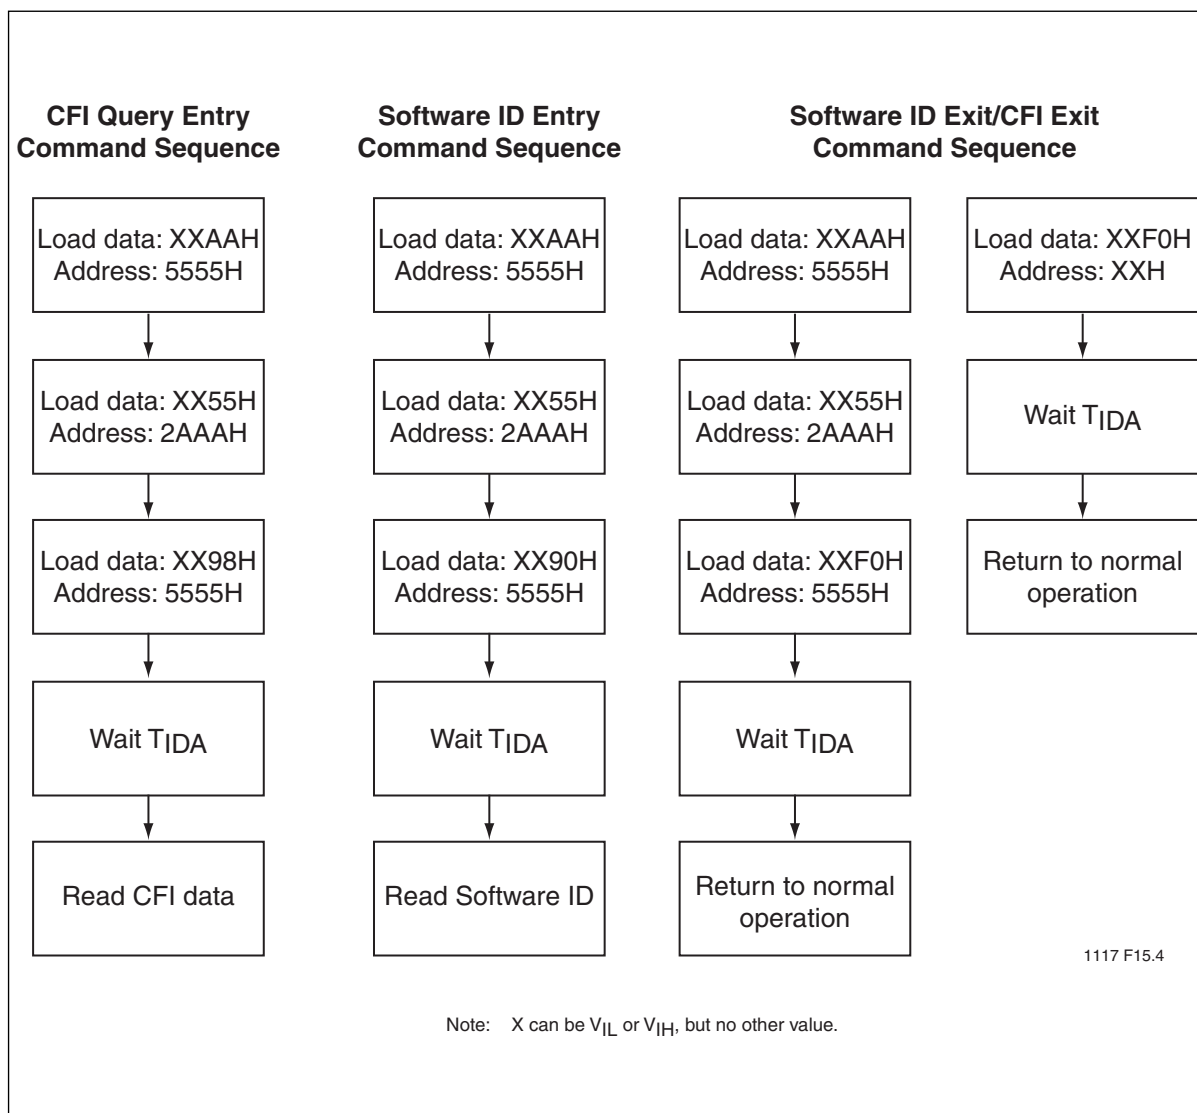 CFI Query Entry
Command Sequence
Load data: XXAAH
Address: 5555H
Load data: XX55H
Address: 2AAAH
Load data: XX98H
Address: 5555H
Wait TIDA
Read CFI data
Software ID Entry
Command Sequence
Load data: XXAAH
Address: 5555H
Load data: XX55H
Address: 2AAAH
Load data: XX90H
Address: 5555H
Wait TIDA
Read Software ID
Software ID Exit/CFI Exit
Command Sequence
Load data: XXAAH
Address: 5555H
Load data: XX55H
Address: 2AAAH
Load data: XXF0H
Address: 5555H
Wait TIDA
Return to normal
operation
Load data: XXF0H
Address: XXH
Wait TIDA
Return to normal
operation
1117 F15.4
Note: X can be VIL or VIH, but no other value.